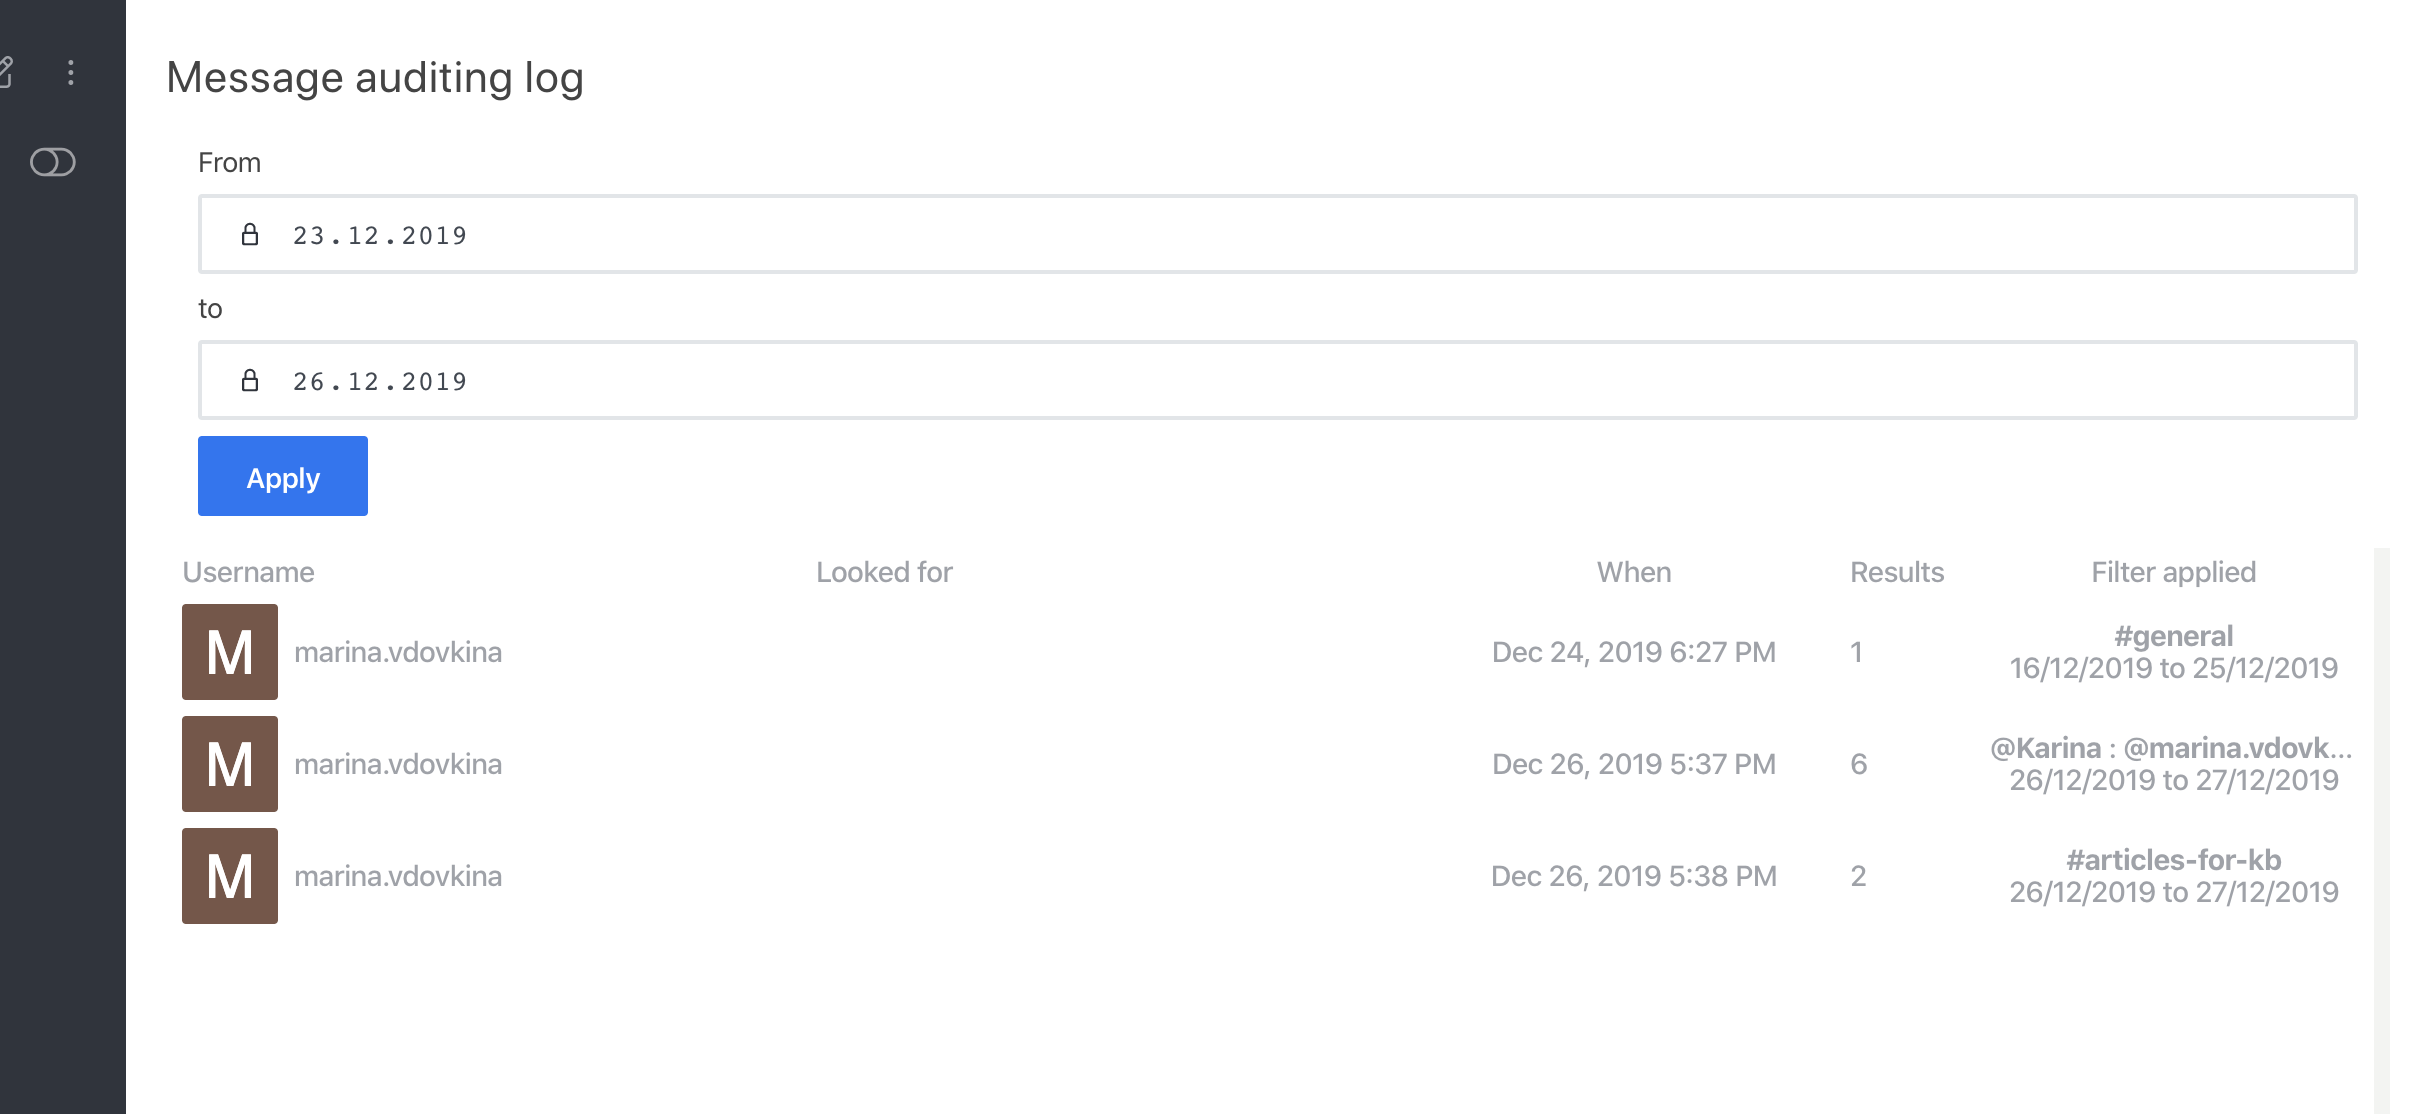 Message auditing log
From
23.12.2019
to
26.12.2019
Apply
Username Looked for When Results Filter applied
M marina.vdovkina Dec 24, 2019 6:27 PM 1 #general
16/12/2019 to 25/12/2019
M marina.vdovkina Dec 26, 2019 5:37 PM 6 @Karina : @marina.vdovk...
26/12/2019 to 27/12/2019
M marina.vdovkina Dec 26, 2019 5:38 PM 2 #articles-for-kb
26/12/2019 to 27/12/2019